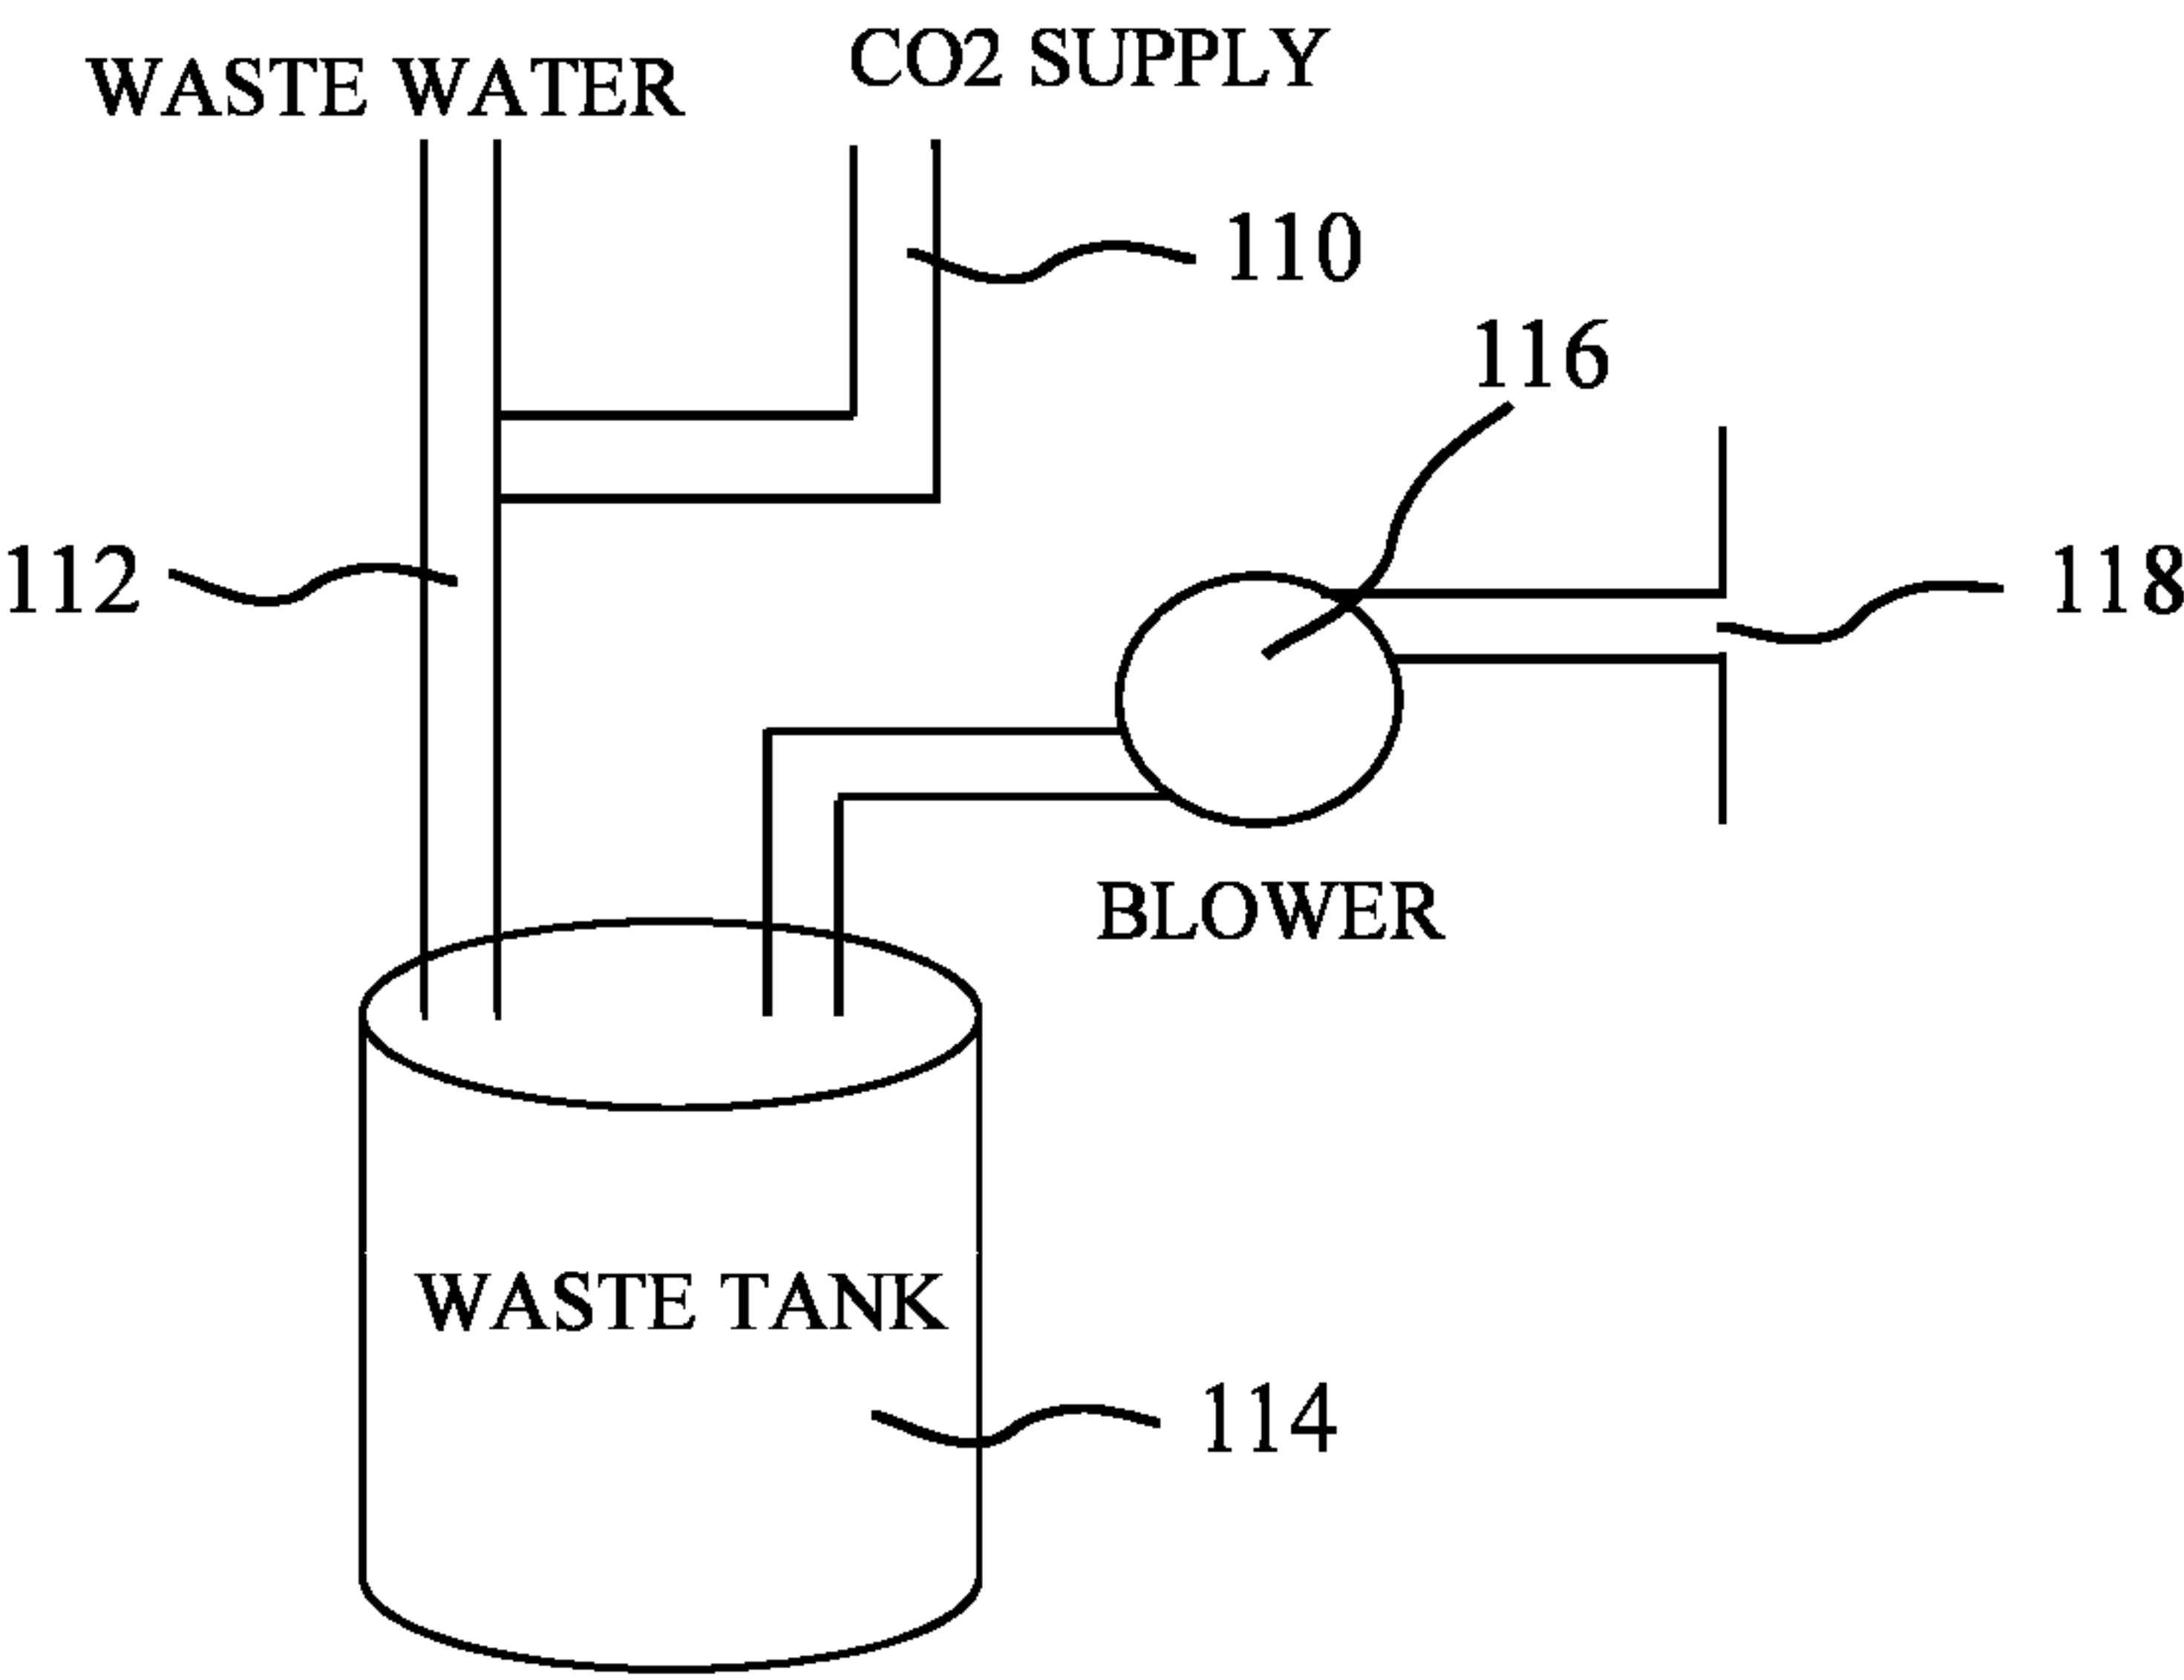 WASTE WATER
CO2 SUPPLY
110
116
112
118
BLOWER
WASTE TANK
114